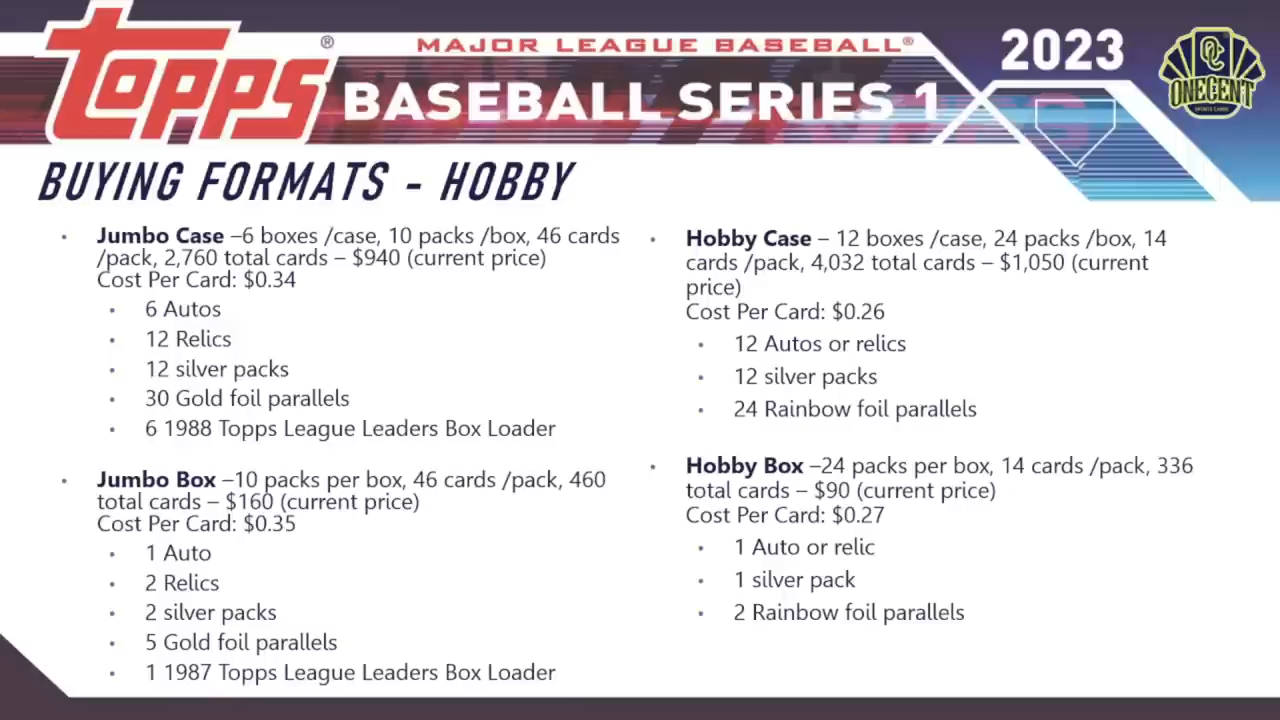 topps
®
MAJOR LEAGUE BASEBALL®
BASEBALL SERIES 1
2023
OC
ONECENT
SPORTS CARDS
BUYING FORMATS - HOBBY
• Jumbo Case –6 boxes /case, 10 packs /box, 46 cards
/pack, 2,760 total cards – $940 (current price)
Cost Per Card: $0.34
• 6 Autos
• 12 Relics
• 12 silver packs
• 30 Gold foil parallels
• 6 1988 Topps League Leaders Box Loader
• Jumbo Box –10 packs per box, 46 cards /pack, 460
total cards – $160 (current price)
Cost Per Card: $0.35
• 1 Auto
• 2 Relics
• 2 silver packs
• 5 Gold foil parallels
• 1 1987 Topps League Leaders Box Loader
• Hobby Case – 12 boxes /case, 24 packs /box, 14
cards /pack, 4,032 total cards – $1,050 (current
price)
Cost Per Card: $0.26
• 12 Autos or relics
• 12 silver packs
• 24 Rainbow foil parallels
• Hobby Box –24 packs per box, 14 cards /pack, 336
total cards – $90 (current price)
Cost Per Card: $0.27
• 1 Auto or relic
• 1 silver pack
• 2 Rainbow foil parallels